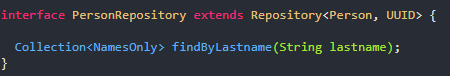 interface PersonRepository extends Repository<Person, UUID> {
Collection<NamesOnly> findByLastname(String lastname);
}